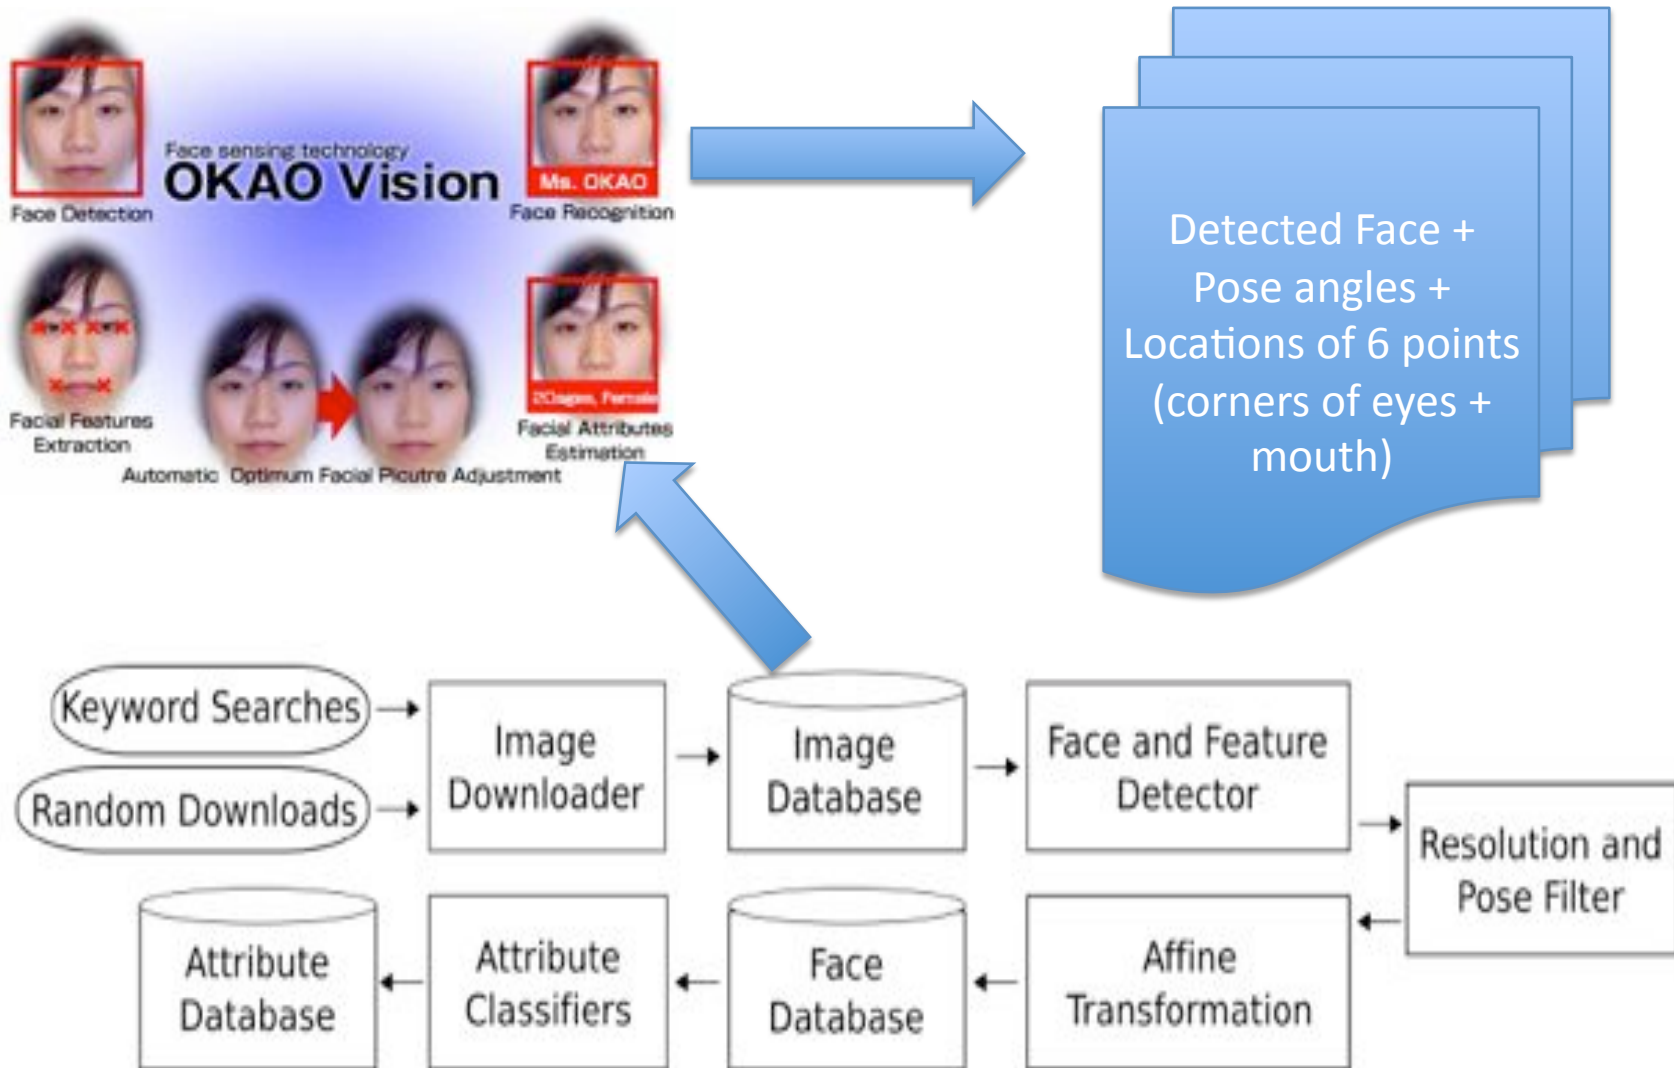 Face sensing technology
OKAO Vision
Face Detection
Ms. OKAO
Face Recognition
Facial Features
Extraction
20ages, Female
Facial Attributes
Estimation
Automatic Optimum Facial Picutre Adjustment
Detected Face +
Pose angles +
Locations of 6 points
(corners of eyes +
mouth)
Keyword Searches
Random Downloads
Image
Downloader
Image
Database
Face and Feature
Detector
Resolution and
Pose Filter
Affine
Transformation
Face
Database
Attribute
Classifiers
Attribute
Database